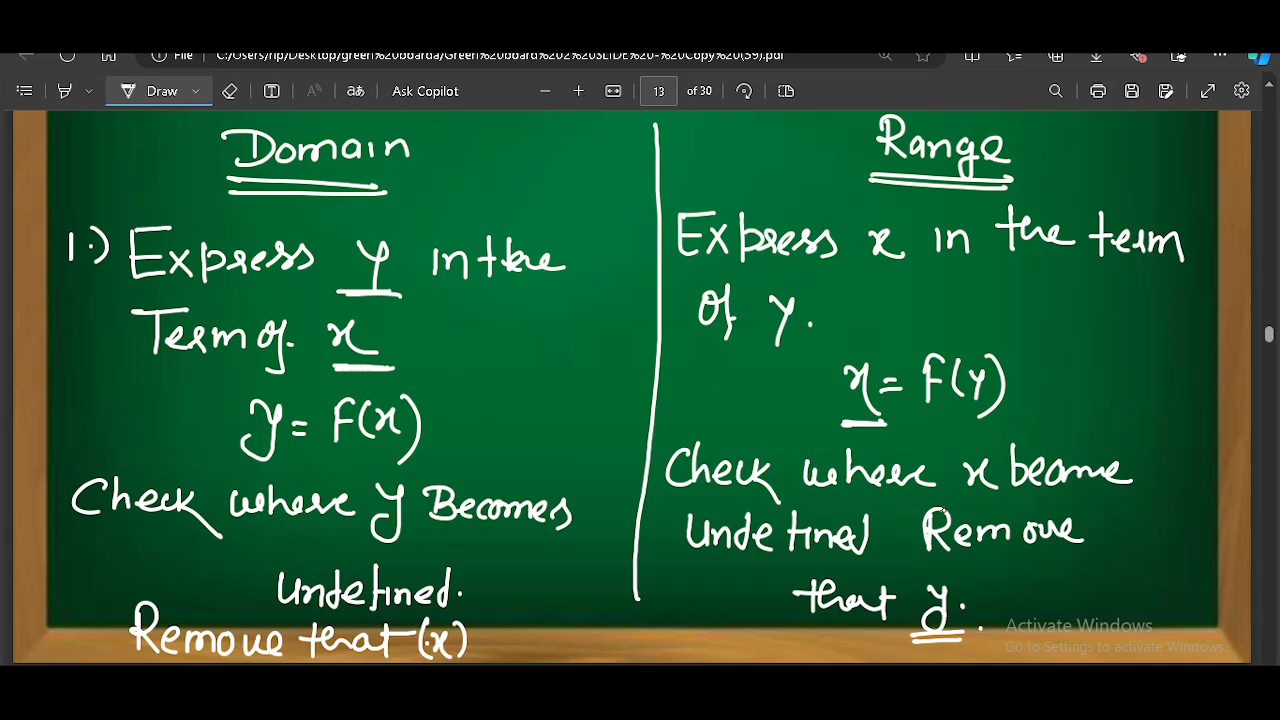 File C:/Users/hp/Desktop/green%20boarda/Green%20board%202%20SLIDE%20-%20Copy%20(39).pdf
Draw
Ask Copilot
13 of 30
Domain
1.) Express y in the
Term of. x
y = F(x)
Check where y Becomes
Undefined.
Remove that (x)
Range
Express x in the term
of y.
x = F(y)
Check where x became
Undefined Remove
that y.
Activate Windows
Go to Settings to activate Windows.